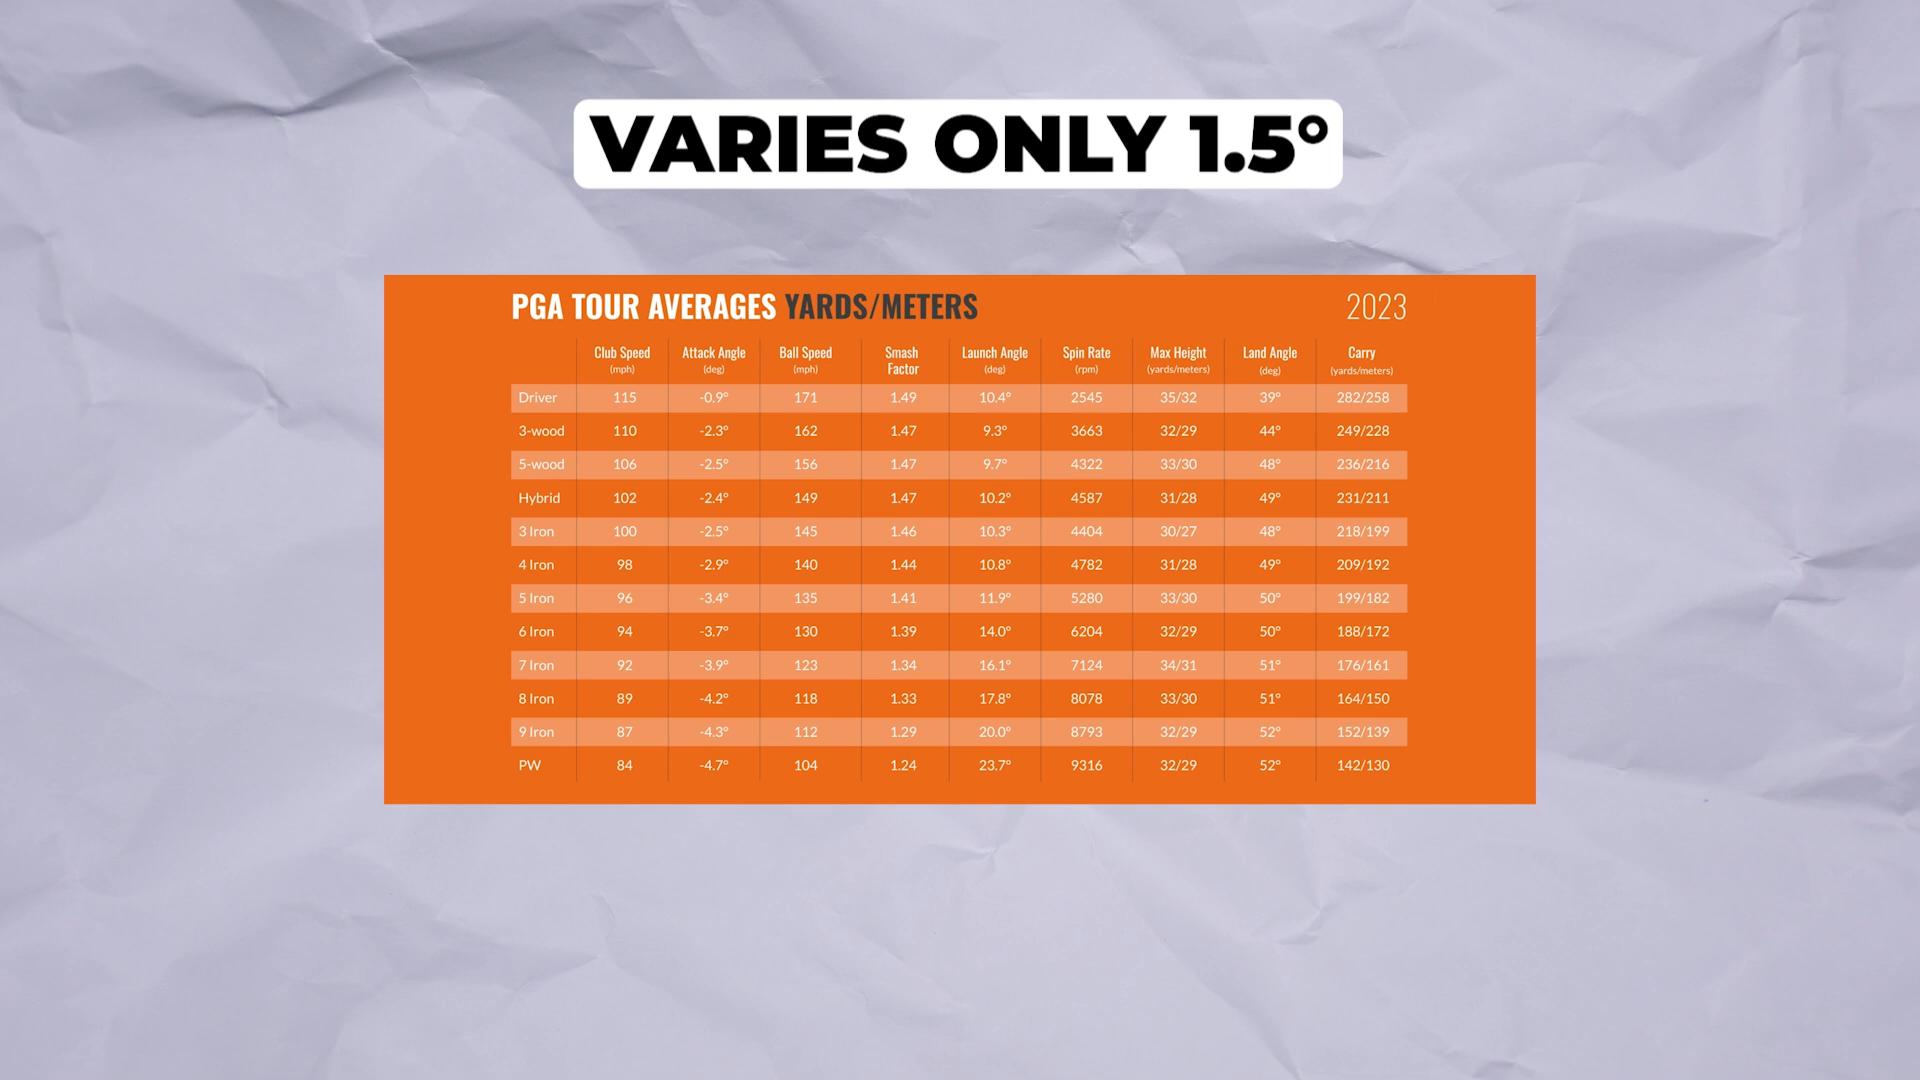 VARIES ONLY 1.5°
PGA TOUR AVERAGES YARDS/METERS 2023
Club Speed Attack Angle Ball Speed Smash Factor Launch Angle Spin Rate Max Height Land Angle Carry
(mph) (deg) (mph) (deg) (rpm) (yards/meters) (deg) (yards/meters)
Driver 115 -0.9° 171 1.49 10.4° 2545 35/32 39° 282/258
3-wood 110 -2.3° 162 1.47 9.3° 3663 32/29 44° 249/228
5-wood 106 -2.5° 156 1.47 9.7° 4322 33/30 48° 236/216
Hybrid 102 -2.4° 149 1.47 10.2° 4587 31/28 49° 231/211
3 Iron 100 -2.5° 145 1.46 10.3° 4404 30/27 48° 218/199
4 Iron 98 -2.9° 140 1.44 10.8° 4782 31/28 49° 209/192
5 Iron 96 -3.4° 135 1.41 11.9° 5280 33/30 50° 199/182
6 Iron 94 -3.7° 130 1.39 14.0° 6204 32/29 50° 188/172
7 Iron 92 -3.9° 123 1.34 16.1° 7124 34/31 51° 176/161
8 Iron 89 -4.2° 118 1.33 17.8° 8078 33/30 51° 164/150
9 Iron 87 -4.3° 112 1.29 20.0° 8793 32/29 52° 152/139
PW 84 -4.7° 104 1.24 23.7° 9316 32/29 52° 142/130